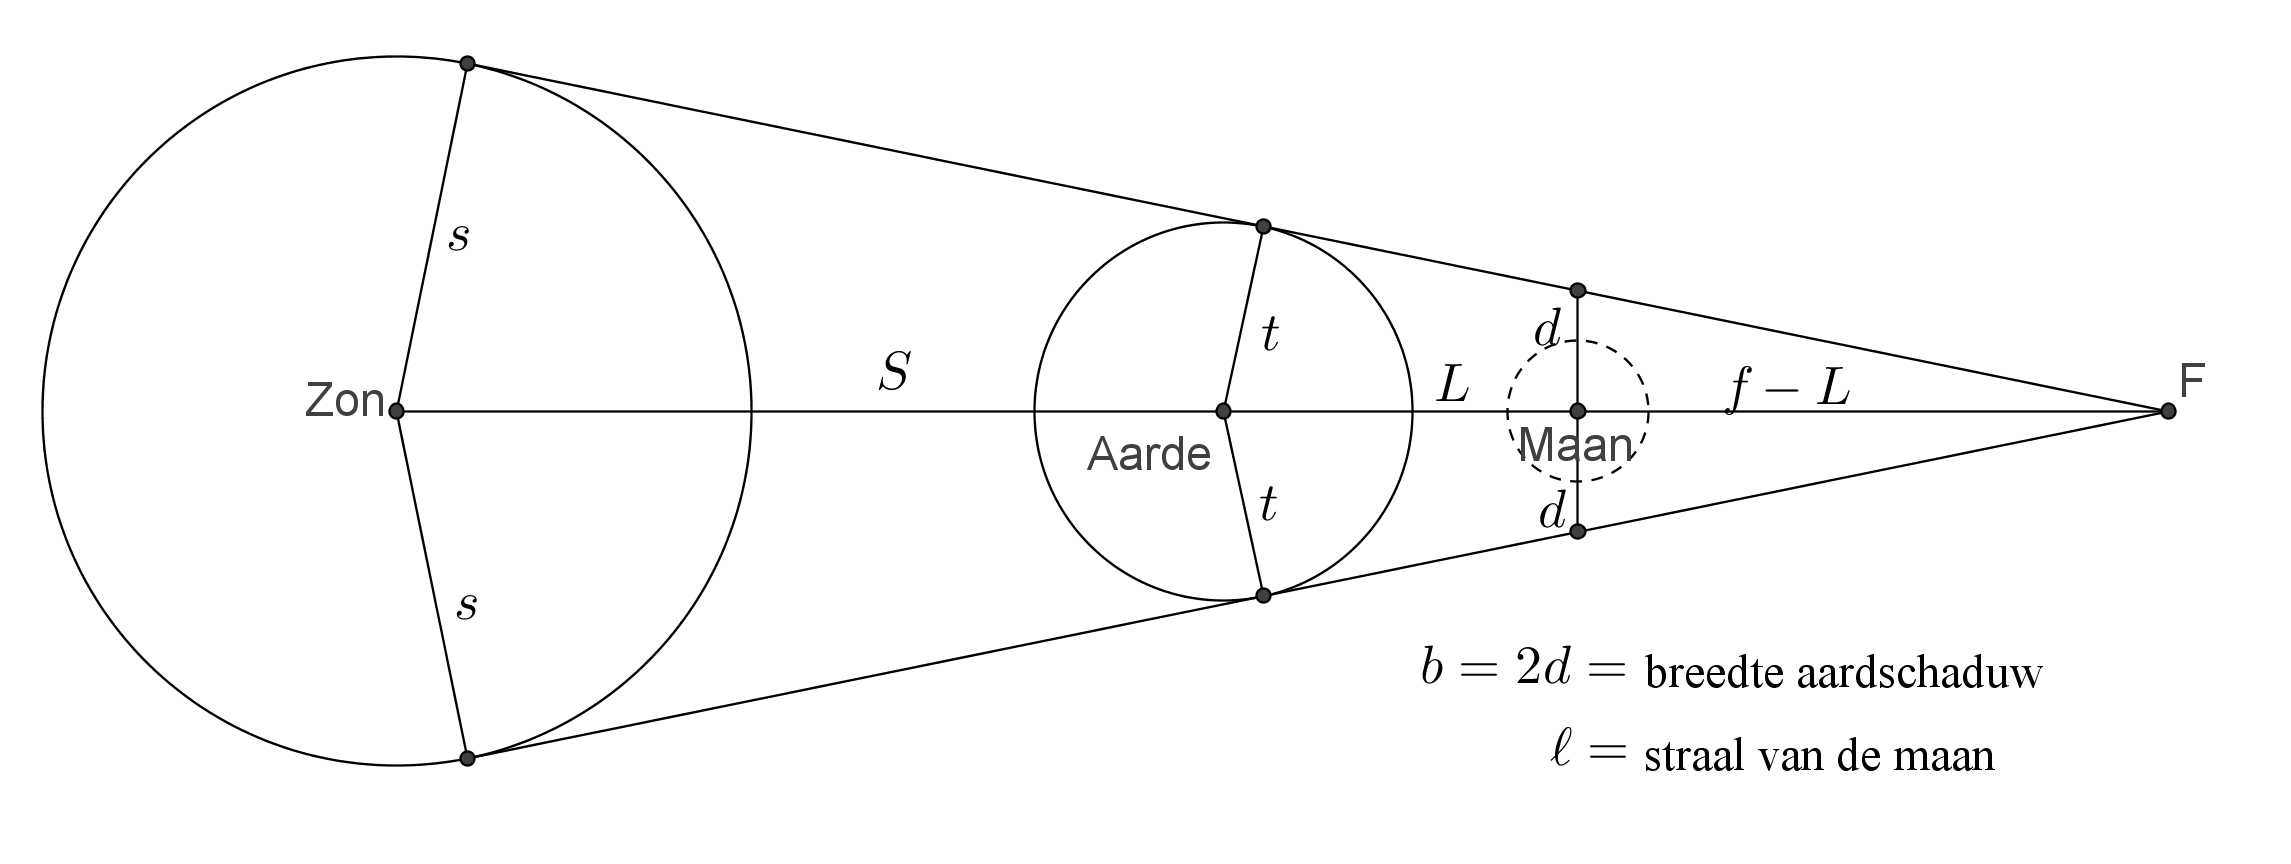 s
Zon
S
Aarde
t
L
d
Maan
f − L
F
s
t
d
b = 2d = breedte aardschaduw
ℓ = straal van de maan